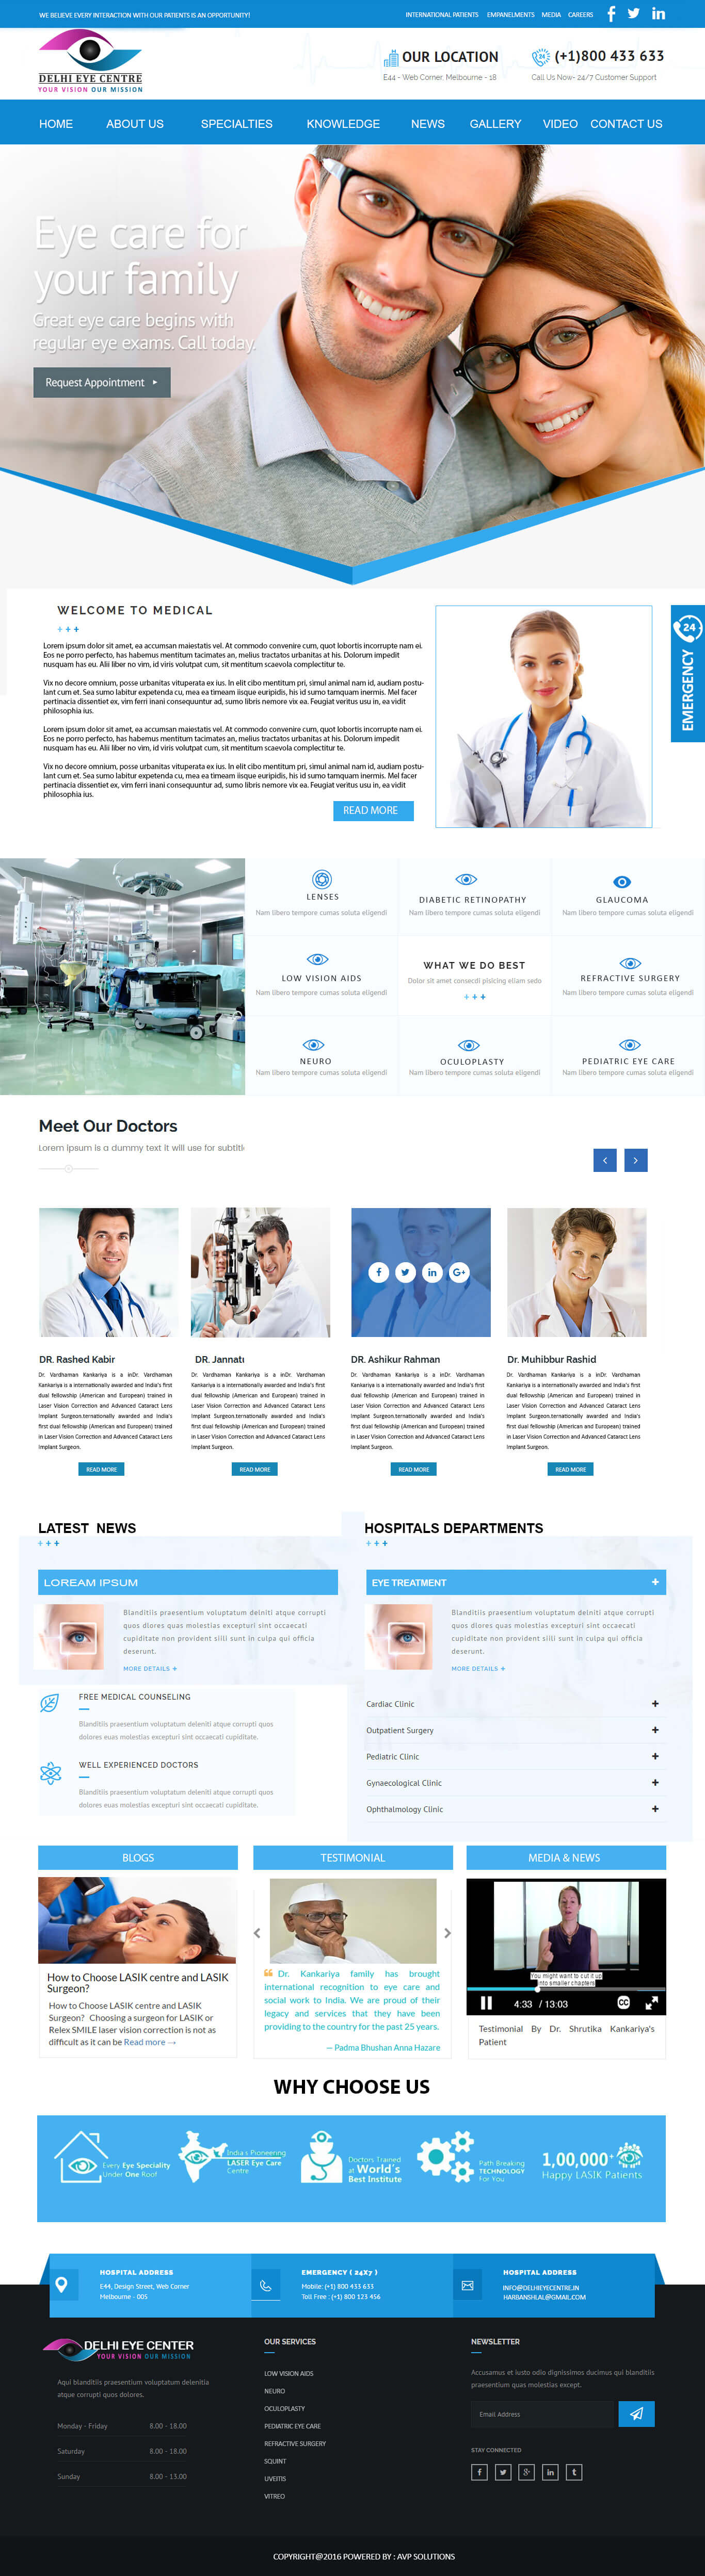 WE BELIEVE EVERY INTERACTION WITH OUR PATIENTS IS AN OPPORTUNITY!
INTERNATIONAL PATIENTS EMPANELMENTS MEDIA CAREERS
DELHI EYE CENTRE
YOUR VISION OUR MISSION
OUR LOCATION
E44 - Web Corner. Melbourne - 18
24
(+1)800 433 633
Call Us Now- 24/7 Customer Support
HOME ABOUT US SPECIALTIES KNOWLEDGE NEWS GALLERY VIDEO CONTACT US
Eye care for
your family
Great eye care begins with
regular eye exams. Call today.
Request Appointment
24
EMERGENCY
WELCOME TO MEDICAL
Lorem ipsum dolor sit amet, ea accumsan maiestatis vel. At commodo convenire cum, quot lobortis incorrupte nam ei.
Eos ne porro perfecto, has habemus mentitum tacimates an, melius tractatos urbanitas at his. Dolorum impedit
nusquam has eu. Alii liber no vim, id viris volutpat cum, sit mentitum scaevola complectitur te.
Vix no decore omnium, posse urbanitas vituperata ex ius. In elit cibo mentitum pri, simul animal nam id, audiam postu-
lant cum et. Sea sumo labitur expetendu cu, mea ea timeam iisque euripidis, his id sumo tamquam inermis. Mel facer
pertinacia dissentiet ex, vim ferri inani consequuntur ad, sumo libris nemore vix ea. Feugiat veritus usu in, ea vidit
philosophia ius.
Lorem ipsum dolor sit amet, ea accumsan maiestatis vel. At commodo convenire cum, quot lobortis incorrupte nam ei.
Eos ne porro perfecto, has habemus mentitum tacimates an, melius tractatos urbanitas at his. Dolorum impedit
nusquam has eu. Alii liber no vim, id viris volutpat cum, sit mentitum scaevola complectitur te.
Vix no decore omnium, posse urbanitas vituperata ex ius. In elit cibo mentitum pri, simul animal nam id, audiam postu-
lant cum et. Sea sumo labitur expetendu cu, mea ea timeam iisque euripidis, his id sumo tamquam inermis. Mel facer
pertinacia dissentiet ex, vim ferri inani consequuntur ad, sumo libris nemore vix ea. Feugiat veritus usu in, ea vidit
philosophia ius.
READ MORE
LENSES
Nam libero tempore cumas soluta eligendi
DIABETIC RETINOPATHY
Nam libero tempore cumas soluta eligendi
GLAUCOMA
Nam libero tempore cumas soluta eligendi
LOW VISION AIDS
Nam libero tempore cumas soluta eligendi
WHAT WE DO BEST
Dolor sit amet consecdi pisicing eliam sedo
+ + +
REFRACTIVE SURGERY
Nam libero tempore cumas soluta eligendi
NEURO
Nam libero tempore cumas soluta eligendi
OCULOPLASTY
Nam libero tempore cumas soluta eligendi
PEDIATRIC EYE CARE
Nam libero tempore cumas soluta eligendi
Meet Our Doctors
Lorem Ipsum is a dummy text it will use for subtitl
DR. Rashed Kabir
Dr. Vardhaman Kankariya is a inDr. Vardhaman
Kankariya is a internationally awarded and India's first
dual fellowship (American and European) trained in
Laser Vision Correction and Advanced Cataract Lens
Implant Surgeon.ternationally awarded and India's
first dual fellowship (American and European) trained
in Laser Vision Correction and Advanced Cataract Lens
Implant Surgeon.
READ MORE
DR. Jannatı
Dr. Vardhaman Kankariya is a inDr. Vardhaman
Kankariya is a internationally awarded and India's first
dual fellowship (American and European) trained in
Laser Vision Correction and Advanced Cataract Lens
Implant Surgeon.ternationally awarded and India's
first dual fellowship (American and European) trained
in Laser Vision Correction and Advanced Cataract Lens
Implant Surgeon.
READ MORE
DR. Ashikur Rahman
Dr. Vardhaman Kankariya is a inDr. Vardhaman
Kankariya is a internationally awarded and India's first
dual fellowship (American and European) trained in
Laser Vision Correction and Advanced Cataract Lens
Implant Surgeon.ternationally awarded and India's
first dual fellowship (American and European) trained
in Laser Vision Correction and Advanced Cataract Lens
Implant Surgeon.
READ MORE
Dr. Muhibbur Rashid
Dr. Vardhaman Kankariya is a inDr. Vardhaman
Kankariya is a internationally awarded and India's first
dual fellowship (American and European) trained in
Laser Vision Correction and Advanced Cataract Lens
Implant Surgeon.ternationally awarded and India's
first dual fellowship (American and European) trained
in Laser Vision Correction and Advanced Cataract Lens
Implant Surgeon.
READ MORE
LATEST NEWS
LOREAM IPSUM
Blanditiis praesentium voluptatum delniti atque corrupti
quos dlores quas molestias excepturi sint occaecati
cupiditate non provident siili sunt in culpa qui officia
deserunt.
MORE DETAILS +
FREE MEDICAL COUNSELING
Blanditiis praesentium voluptatum deleniti atque corrupti quos
dolores euas molestias excepturi sint occaecati cupiditate.
WELL EXPERIENCED DOCTORS
Blanditiis praesentium voluptatum deleniti atque corrupti quos
dolores euas molestias excepturi sint occaecati cupiditate.
HOSPITALS DEPARTMENTS
EYE TREATMENT +
Blanditiis praesentium voluptatum delniti atque corrupti
quos dlores quas molestias excepturi sint occaecati
cupiditate non provident siili sunt in culpa qui officia
deserunt.
MORE DETAILS +
Cardiac Clinic +
Outpatient Surgery +
Pediatric Clinic +
Gynaecological Clinic +
Ophthalmology Clinic +
BLOGS
How to Choose LASIK centre and LASIK
Surgeon?
How to Choose LASIK centre and LASIK
Surgeon? Choosing a surgeon for LASIK or
Relex SMILE laser vision correction is not as
difficult as it can be Read more →
TESTIMONIAL
Dr. Kankariya family has brought
international recognition to eye care and
social work to India. We are proud of their
legacy and services that they have been
providing to the country for the past 25 years.
— Padma Bhushan Anna Hazare
MEDIA & NEWS
You might want to cut it up
into smaller chapters
4:33 / 13:03
CC
Testimonial By Dr. Shrutika Kankariya's
Patient
WHY CHOOSE US
Every Eye Speciality
Under One Roof
India's Pioneering
LASER Eye Care
Centre
Doctors Trained
at World's
Best Institute
Path Breaking
TECHNOLOGY
For You
1,00,000+
Happy LASIK Patients
HOSPITAL ADDRESS
E44, Design Street, Web Corner
Melbourne - 005
EMERGENCY ( 24X7 )
Mobile: (+1) 800 433 633
Toll Free : (+1) 800 123 456
HOSPITAL ADDRESS
INFO@DELHIEYECENTRE.IN
HARBANSHLAL@GMAIL.COM
DELHI EYE CENTER
YOUR VISION OUR MISSION
Aqui blanditiis praesentium voluptatum delenitia
atque corrupti quos dolores.
Monday - Friday 8.00 - 18.00
Saturday 8.00 - 18.00
Sunday 8.00 - 13.00
OUR SERVICES
LOW VISION AIDS
NEURO
OCULOPLASTY
PEDIATRIC EYE CARE
REFRACTIVE SURGERY
SQUINT
UVEITIS
VITREO
NEWSLETTER
Accusamus et iusto odio dignissimos ducimus qui blanditiis
praesentium quas molestias except.
Email Address
STAY CONNECTED
COPYRIGHT@2016 POWERED BY : AVP SOLUTIONS